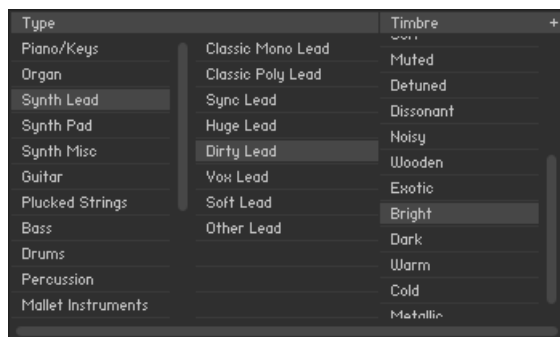 Type
Timbre +
Piano/Keys
Organ
Synth Lead
Synth Pad
Synth Misc
Guitar
Plucked Strings
Bass
Drums
Percussion
Mallet Instruments
Classic Mono Lead
Classic Poly Lead
Sync Lead
Huge Lead
Dirty Lead
Vox Lead
Soft Lead
Other Lead
Muted
Detuned
Dissonant
Noisy
Wooden
Exotic
Bright
Dark
Warm
Cold
Metallic